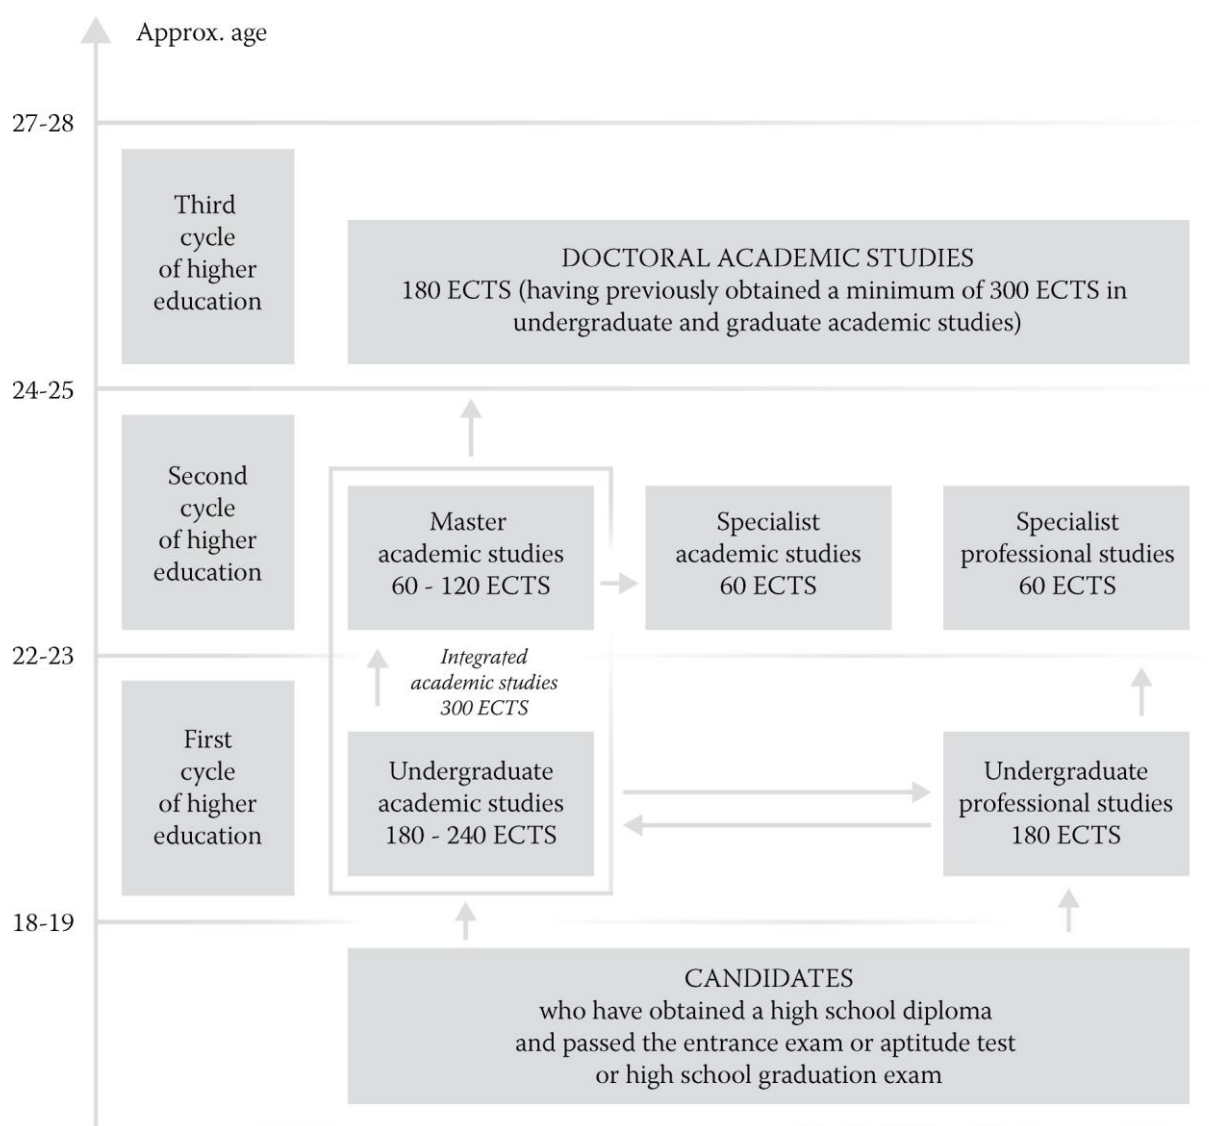 Approx. age
27-28
Third
cycle
of higher
education
DOCTORAL ACADEMIC STUDIES
180 ECTS (having previously obtained a minimum of 300 ECTS in
undergraduate and graduate academic studies)
24-25
Second
cycle
of higher
education
Master
academic studies
60 - 120 ECTS
Specialist
academic studies
60 ECTS
Specialist
professional studies
60 ECTS
22-23
Integrated
academic studies
300 ECTS
First
cycle
of higher
education
Undergraduate
academic studies
180 - 240 ECTS
Undergraduate
professional studies
180 ECTS
18-19
CANDIDATES
who have obtained a high school diploma
and passed the entrance exam or aptitude test
or high school graduation exam